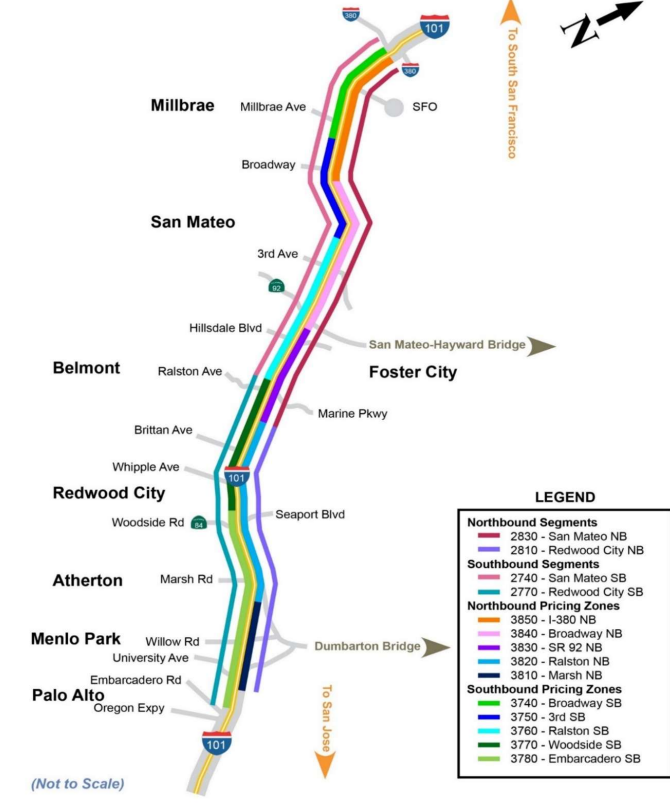 380
101
To South San Francisco
N
380
Millbrae
Millbrae Ave
SFO
Broadway
San Mateo
3rd Ave
92
Hillsdale Blvd
San Mateo-Hayward Bridge
Belmont
Ralston Ave
Foster City
Marine Pkwy
Brittan Ave
Whipple Ave
101
Redwood City
Woodside Rd
84
Seaport Blvd
Atherton
Marsh Rd
Menlo Park
Willow Rd
Dumbarton Bridge
University Ave
Embarcadero Rd
Palo Alto
Oregon Expy
To San Jose
101
(Not to Scale)
LEGEND
Northbound Segments
2830 - San Mateo NB
2810 - Redwood City NB
Southbound Segments
2740 - San Mateo SB
2770 - Redwood City SB
Northbound Pricing Zones
3850 - I-380 NB
3840 - Broadway NB
3830 - SR 92 NB
3820 - Ralston NB
3810 - Marsh NB
Southbound Pricing Zones
3740 - Broadway SB
3750 - 3rd SB
3760 - Ralston SB
3770 - Woodside SB
3780 - Embarcadero SB